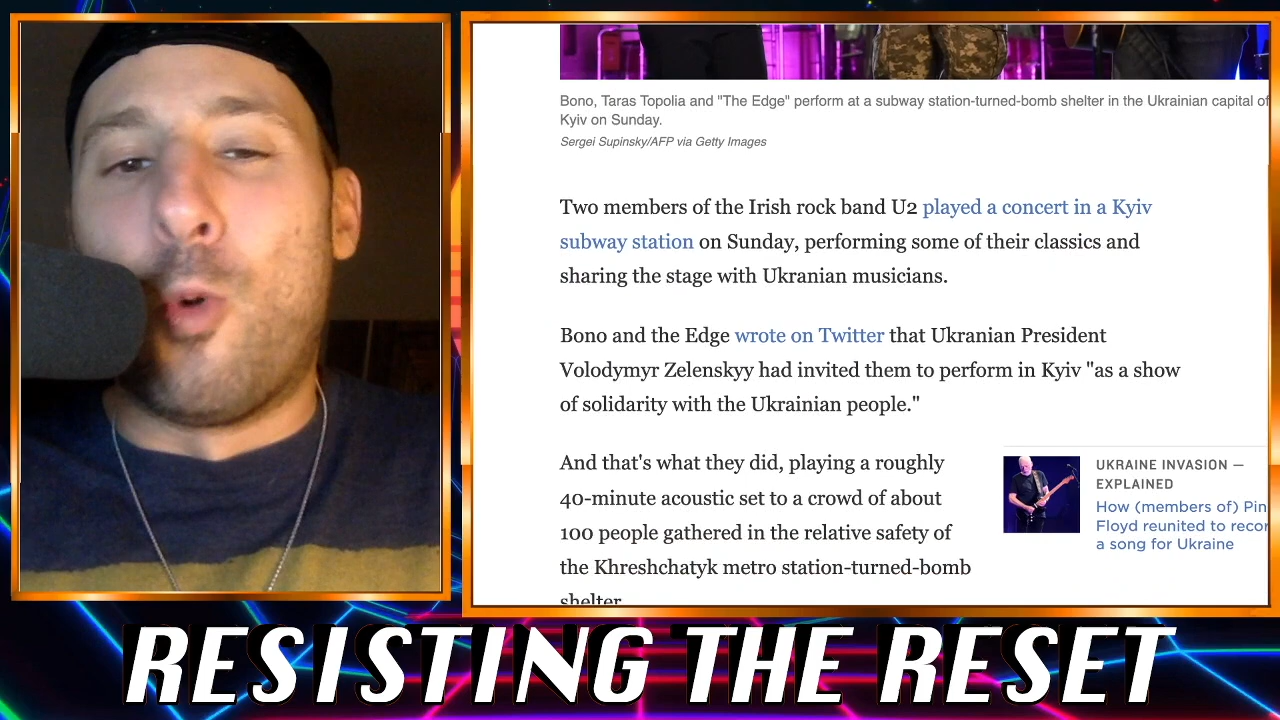 Bono, Taras Topolia and "The Edge" perform at a subway station-turned-bomb shelter in the Ukrainian capital of
Kyiv on Sunday.
Sergei Supinsky/AFP via Getty Images
Two members of the Irish rock band U2 played a concert in a Kyiv
subway station on Sunday, performing some of their classics and
sharing the stage with Ukranian musicians.
Bono and the Edge wrote on Twitter that Ukranian President
Volodymyr Zelenskyy had invited them to perform in Kyiv "as a show
of solidarity with the Ukrainian people."
And that's what they did, playing a roughly
40-minute acoustic set to a crowd of about
100 people gathered in the relative safety of
the Khreshchatyk metro station-turned-bomb
shelter.
UKRAINE INVASION —
EXPLAINED
How (members of) Pin
Floyd reunited to recor
a song for Ukraine
RESISTING THE RESET